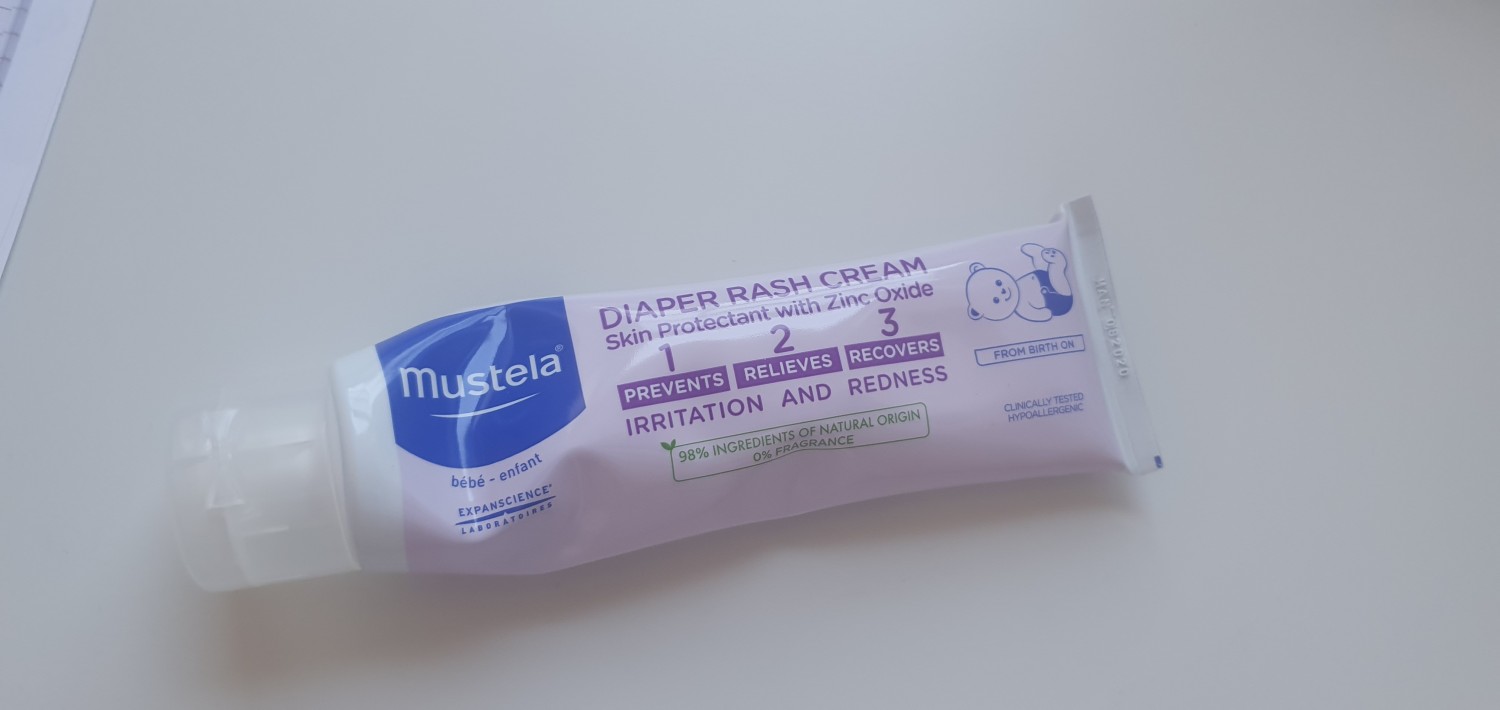 mustela®
bébé - enfant
EXPANSCIENCE®
LABORATOIRES
DIAPER RASH CREAM
Skin Protectant with Zinc Oxide
1 2 3
PREVENTS RELIEVES RECOVERS
IRRITATION AND REDNESS
98% INGREDIENTS OF NATURAL ORIGIN
0% FRAGRANCE
FROM BIRTH ON
CLINICALLY TESTED
HYPOALLERGENIC